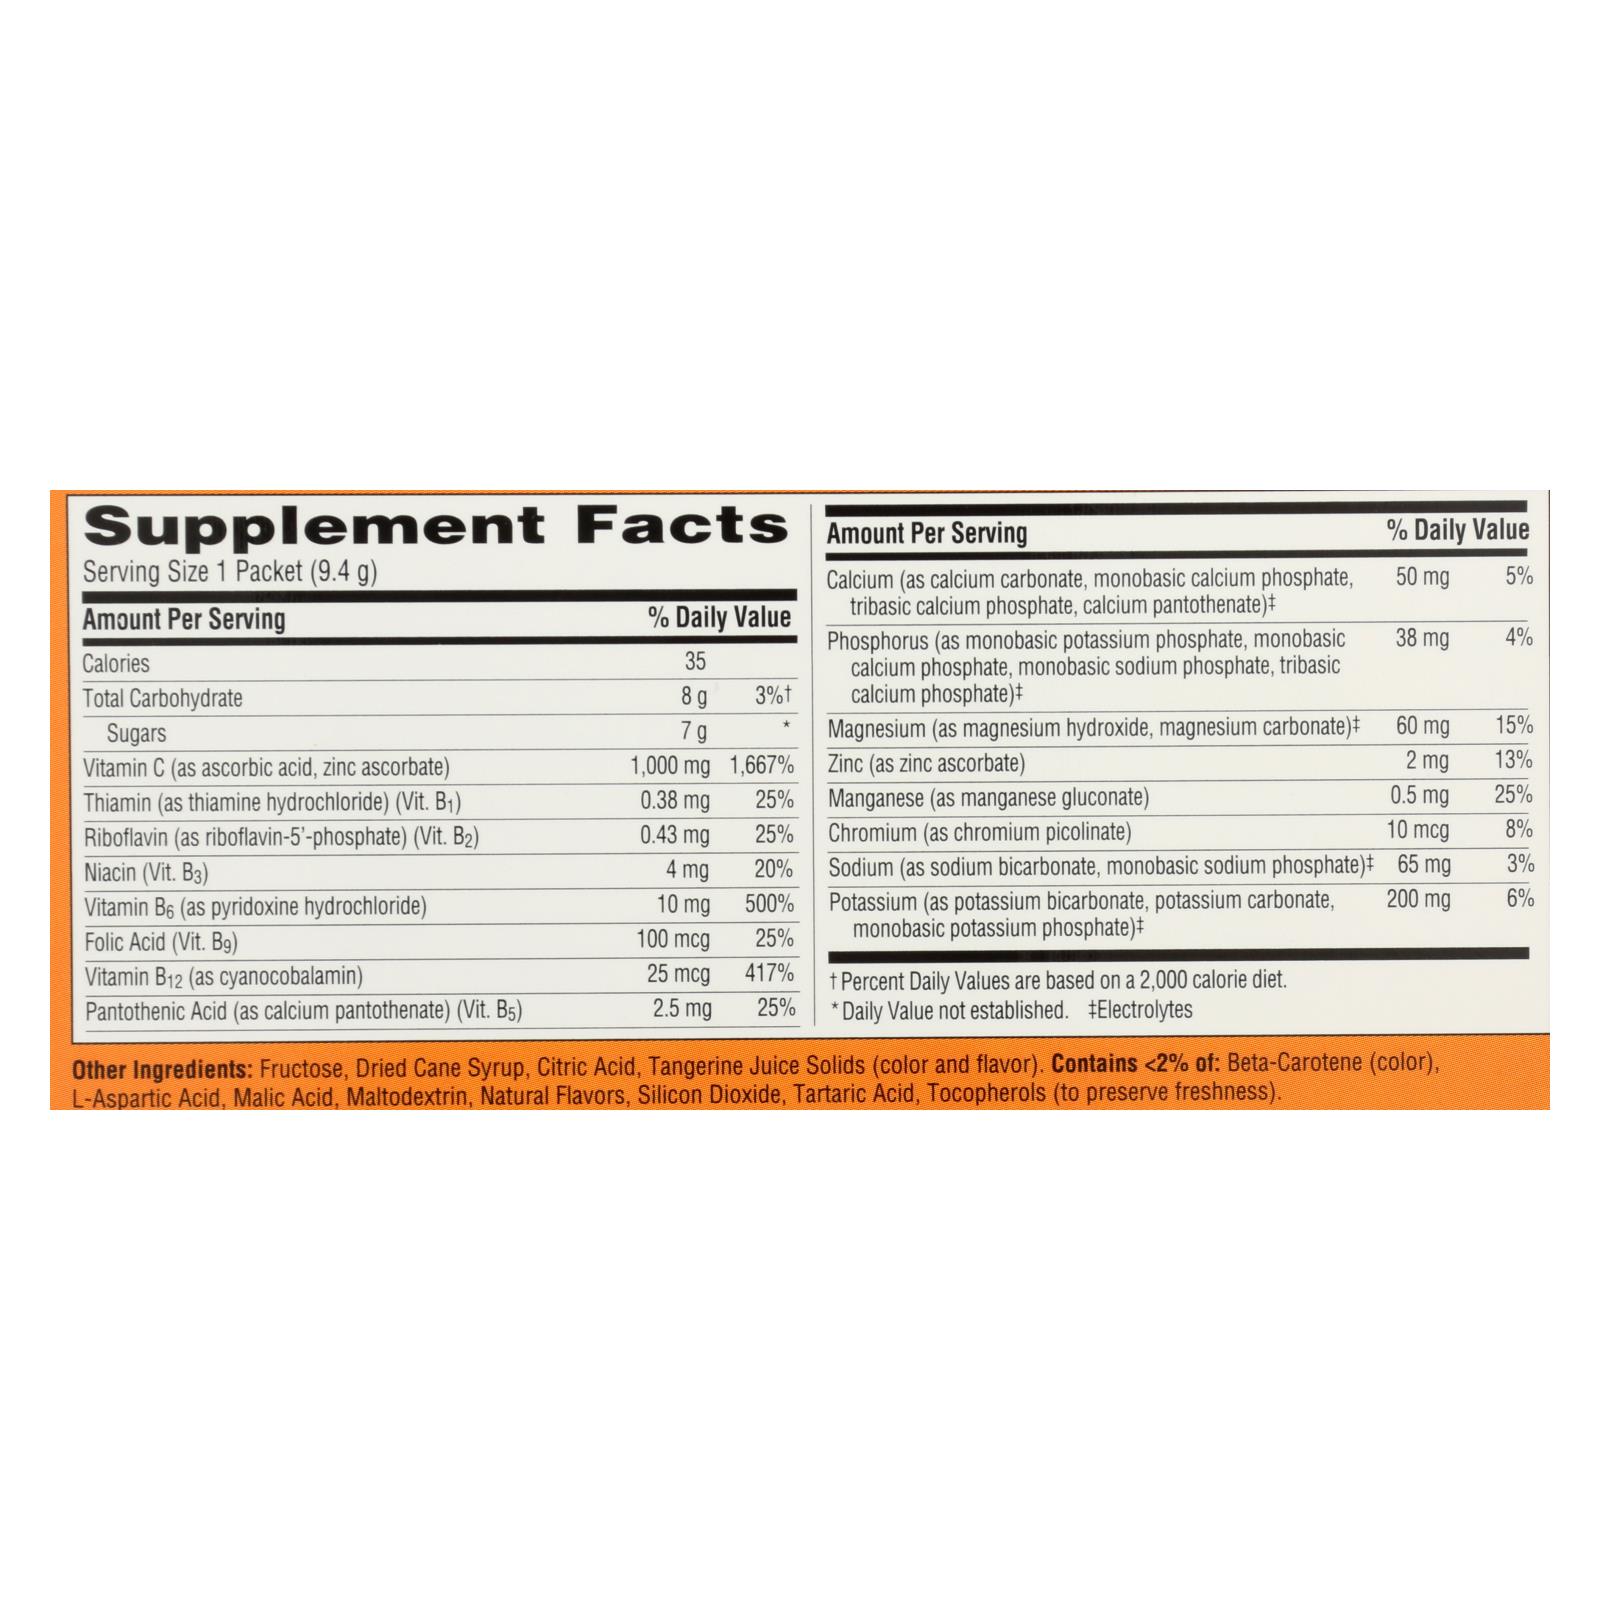 Supplement Facts
Serving Size 1 Packet (9.4 g)
Amount Per Serving % Daily Value
Calories 35
Total Carbohydrate 8 g 3%†
Sugars 7 g *
Vitamin C (as ascorbic acid, zinc ascorbate) 1,000 mg 1,667%
Thiamin (as thiamine hydrochloride) (Vit. B1) 0.38 mg 25%
Riboflavin (as riboflavin-5'-phosphate) (Vit. B2) 0.43 mg 25%
Niacin (Vit. B3) 4 mg 20%
Vitamin B6 (as pyridoxine hydrochloride) 10 mg 500%
Folic Acid (Vit. B9) 100 mcg 25%
Vitamin B12 (as cyanocobalamin) 25 mcg 417%
Pantothenic Acid (as calcium pantothenate) (Vit. B5) 2.5 mg 25%
Amount Per Serving % Daily Value
Calcium (as calcium carbonate, monobasic calcium phosphate, 50 mg 5%
tribasic calcium phosphate, calcium pantothenate)‡
Phosphorus (as monobasic potassium phosphate, monobasic 38 mg 4%
calcium phosphate, monobasic sodium phosphate, tribasic
calcium phosphate)‡
Magnesium (as magnesium hydroxide, magnesium carbonate)‡ 60 mg 15%
Zinc (as zinc ascorbate) 2 mg 13%
Manganese (as manganese gluconate) 0.5 mg 25%
Chromium (as chromium picolinate) 10 mcg 8%
Sodium (as sodium bicarbonate, monobasic sodium phosphate)‡ 65 mg 3%
Potassium (as potassium bicarbonate, potassium carbonate, 200 mg 6%
monobasic potassium phosphate)‡
† Percent Daily Values are based on a 2,000 calorie diet.
* Daily Value not established. ‡Electrolytes
Other Ingredients: Fructose, Dried Cane Syrup, Citric Acid, Tangerine Juice Solids (color and flavor). Contains <2% of: Beta-Carotene (color),
L-Aspartic Acid, Malic Acid, Maltodextrin, Natural Flavors, Silicon Dioxide, Tartaric Acid, Tocopherols (to preserve freshness).